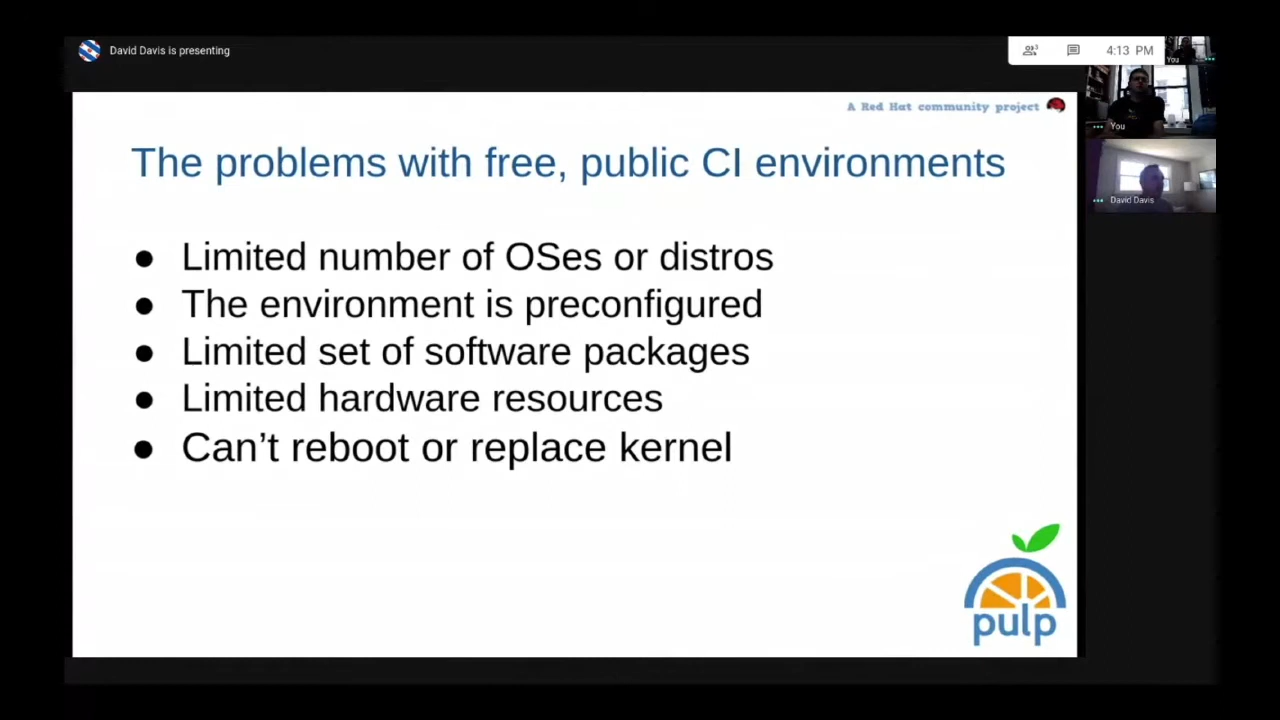 David Davis is presenting
3
4:13 PM
You
You
David Davis
A Red Hat community project
The problems with free, public CI environments
● Limited number of OSes or distros
● The environment is preconfigured
● Limited set of software packages
● Limited hardware resources
● Can’t reboot or replace kernel
pulp